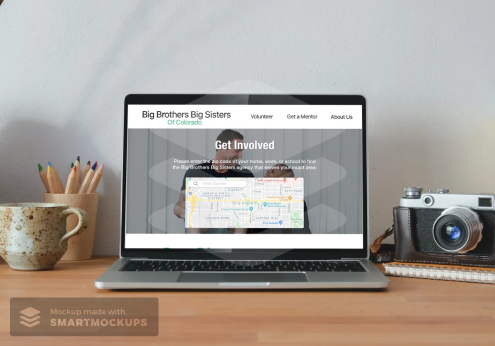 Big Brothers Big Sisters
Of Colorado
Volunteer
Get a Mentor
About Us
Get Involved
Please enter the zip code of your home, work, or school to find
the Big Brothers Big Sisters agency that serves your area:
Mockup made with
SMARTMOCKUPS